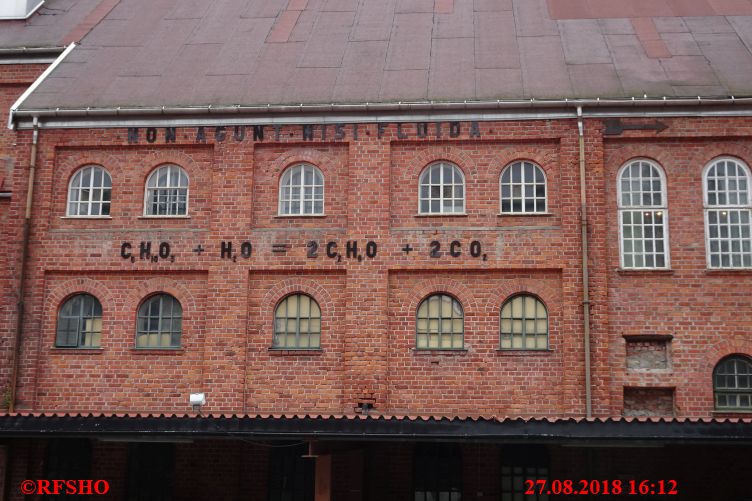 NON · AGUNT · NISI · FLUIDA ·
C₆H₁₀O₅ + H₂O = 2C₂H₆O + 2CO₂
©RFSHO
27.08.2018 16:12